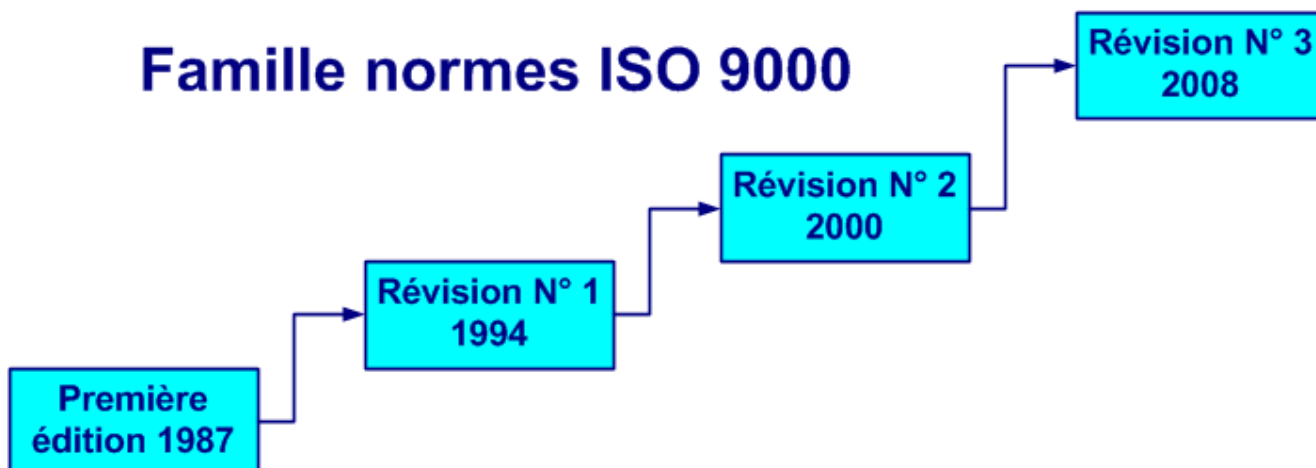 Famille normes ISO 9000
Première
édition 1987
Révision N° 1
1994
Révision N° 2
2000
Révision N° 3
2008